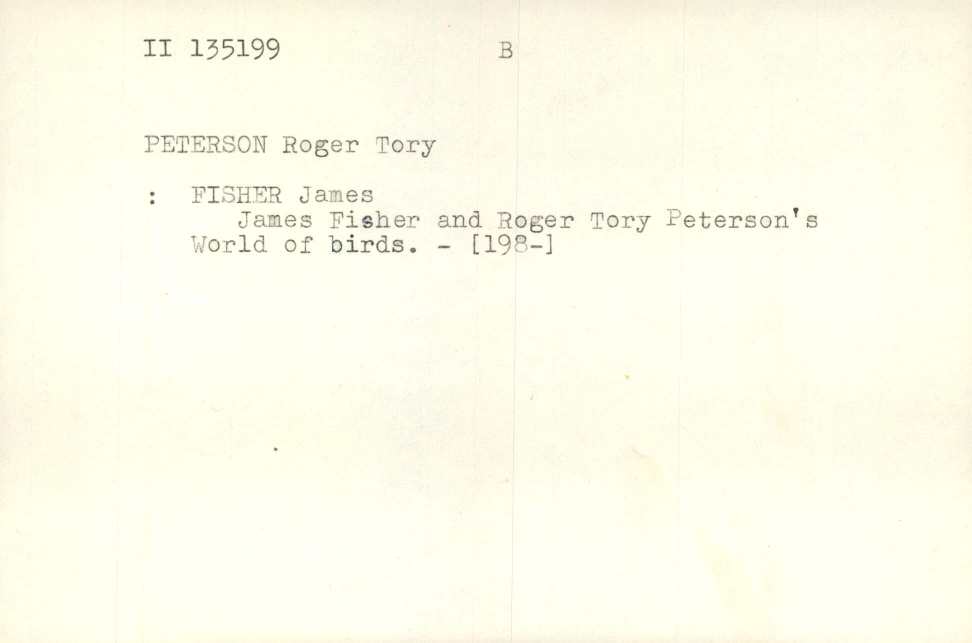 II 135199 B
PETERSON Roger Tory
: FISHER James
James Fisher and Roger Tory Peterson's
World of birds. - [198-]